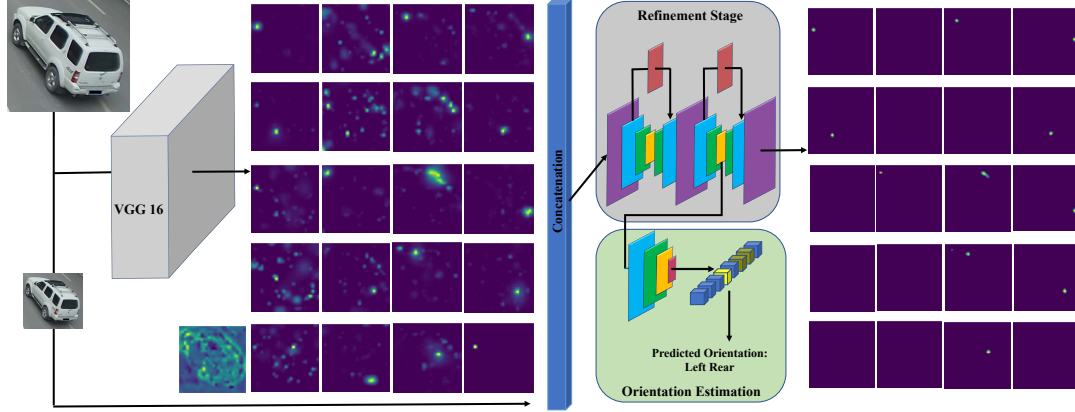 Refinement Stage
VGG 16
Concatenation
Predicted Orientation:
Left Rear
Orientation Estimation